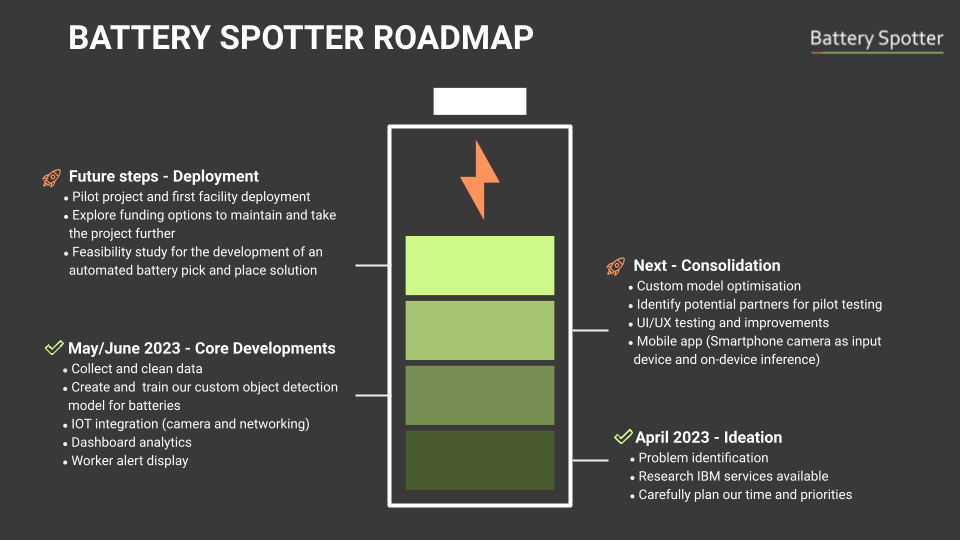 BATTERY SPOTTER ROADMAP
Battery Spotter
Future steps - Deployment
• Pilot project and first facility deployment
• Explore funding options to maintain and take
the project further
• Feasibility study for the development of an
automated battery pick and place solution
Next - Consolidation
• Custom model optimisation
• Identify potential partners for pilot testing
• UI/UX testing and improvements
• Mobile app (Smartphone camera as input
device and on-device inference)
May/June 2023 - Core Developments
• Collect and clean data
• Create and  train our custom object detection
model for batteries
• IOT integration (camera and networking)
• Dashboard analytics
• Worker alert display
April 2023 - Ideation
• Problem identification
• Research IBM services available
• Carefully plan our time and priorities